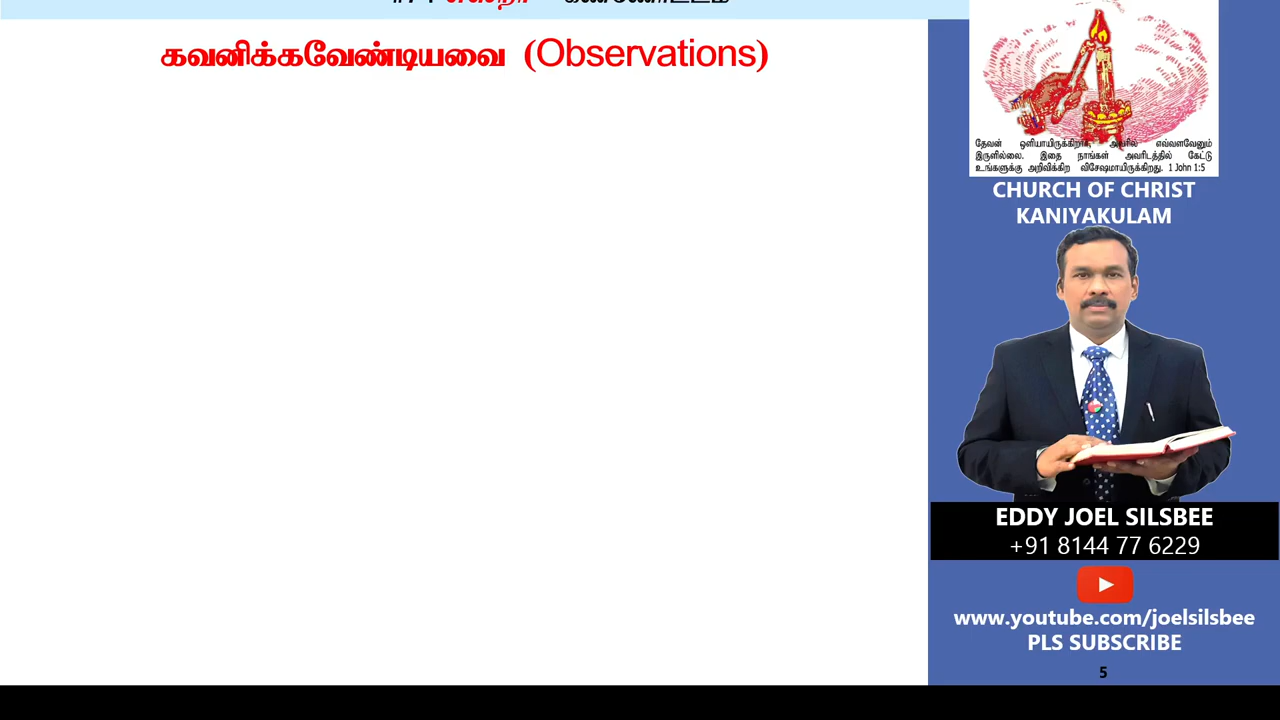 கவனிக்கவேண்டியவை (Observations)
தேவன் ஒளியாயிருக்கிறார், அவரில் எவ்வளவேனும்
இருளில்லை. இதை நாங்கள் அவரிடத்தில் கேட்டு
உங்களுக்கு அறிவிக்கிற விசேஷமாயிருக்கிறது. 1 John 1:5
CHURCH OF CHRIST
KANIYAKULAM
EDDY JOEL SILSBEE
+91 8144 77 6229
www.youtube.com/joelsilsbee
PLS SUBSCRIBE
5